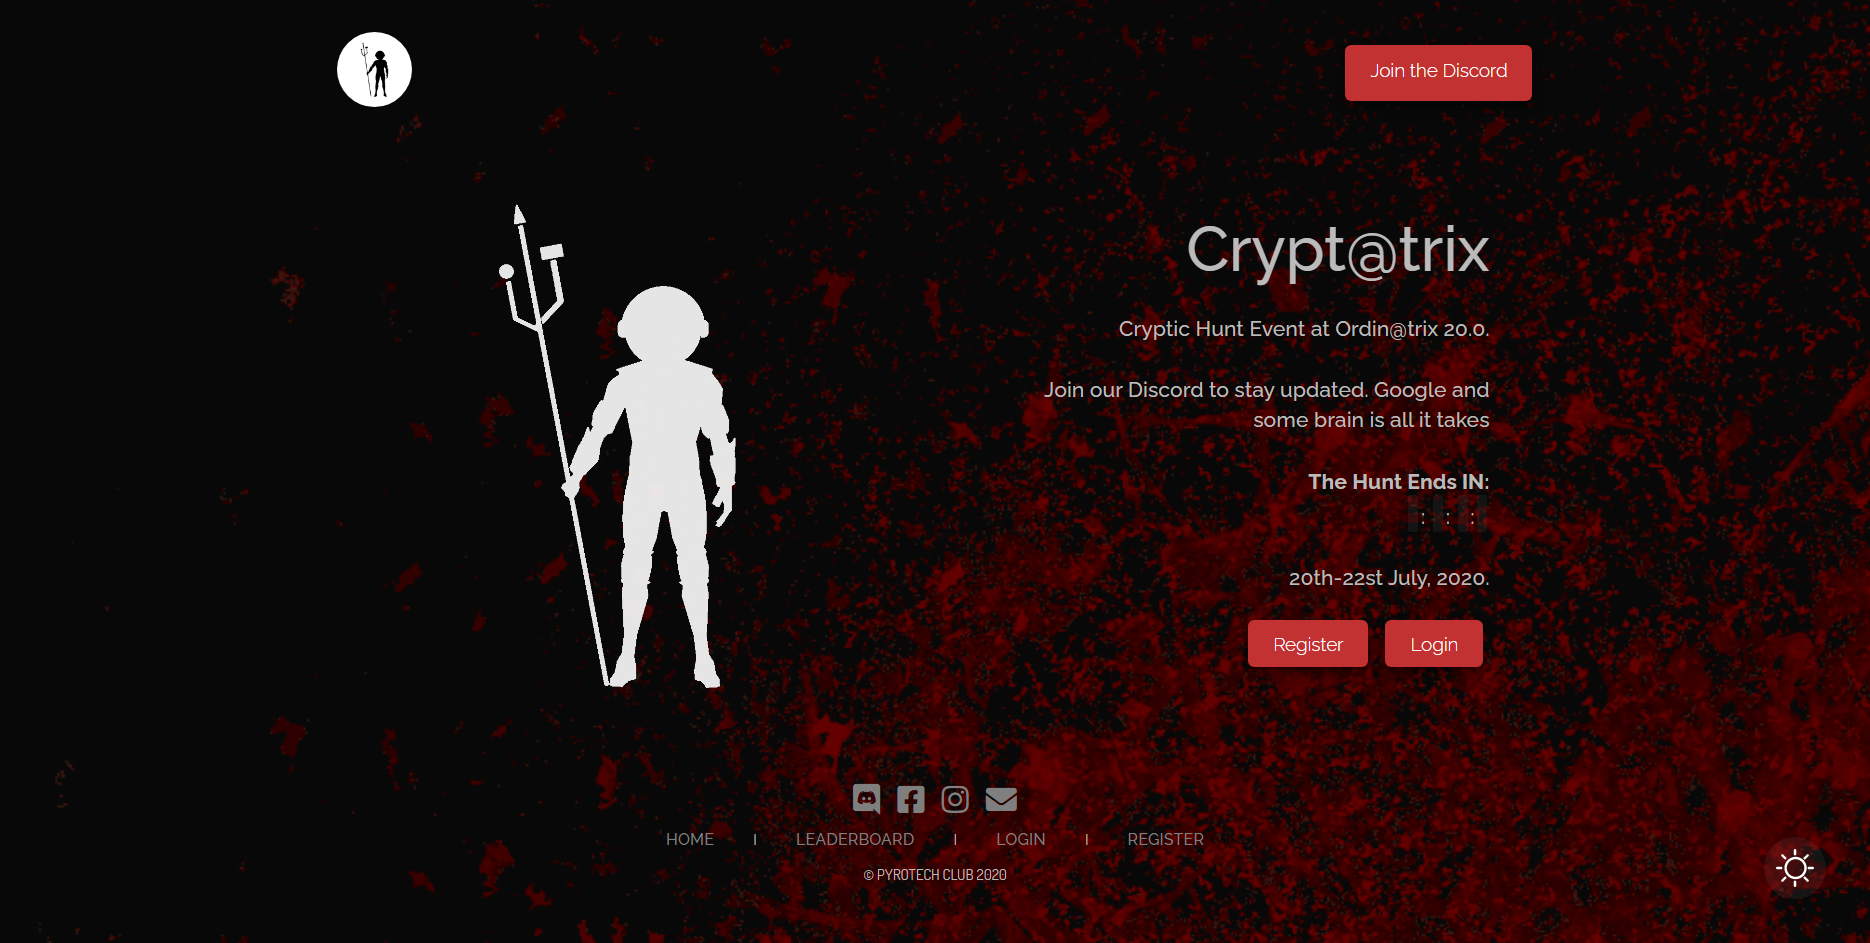 Join the Discord
Crypt@trix
Cryptic Hunt Event at Ordin@trix 20.0.
Join our Discord to stay updated. Google and
some brain is all it takes
The Hunt Ends IN:
: : :
20th-22st July, 2020.
Register Login
HOME | LEADERBOARD | LOGIN | REGISTER
© PYROTECH CLUB 2020